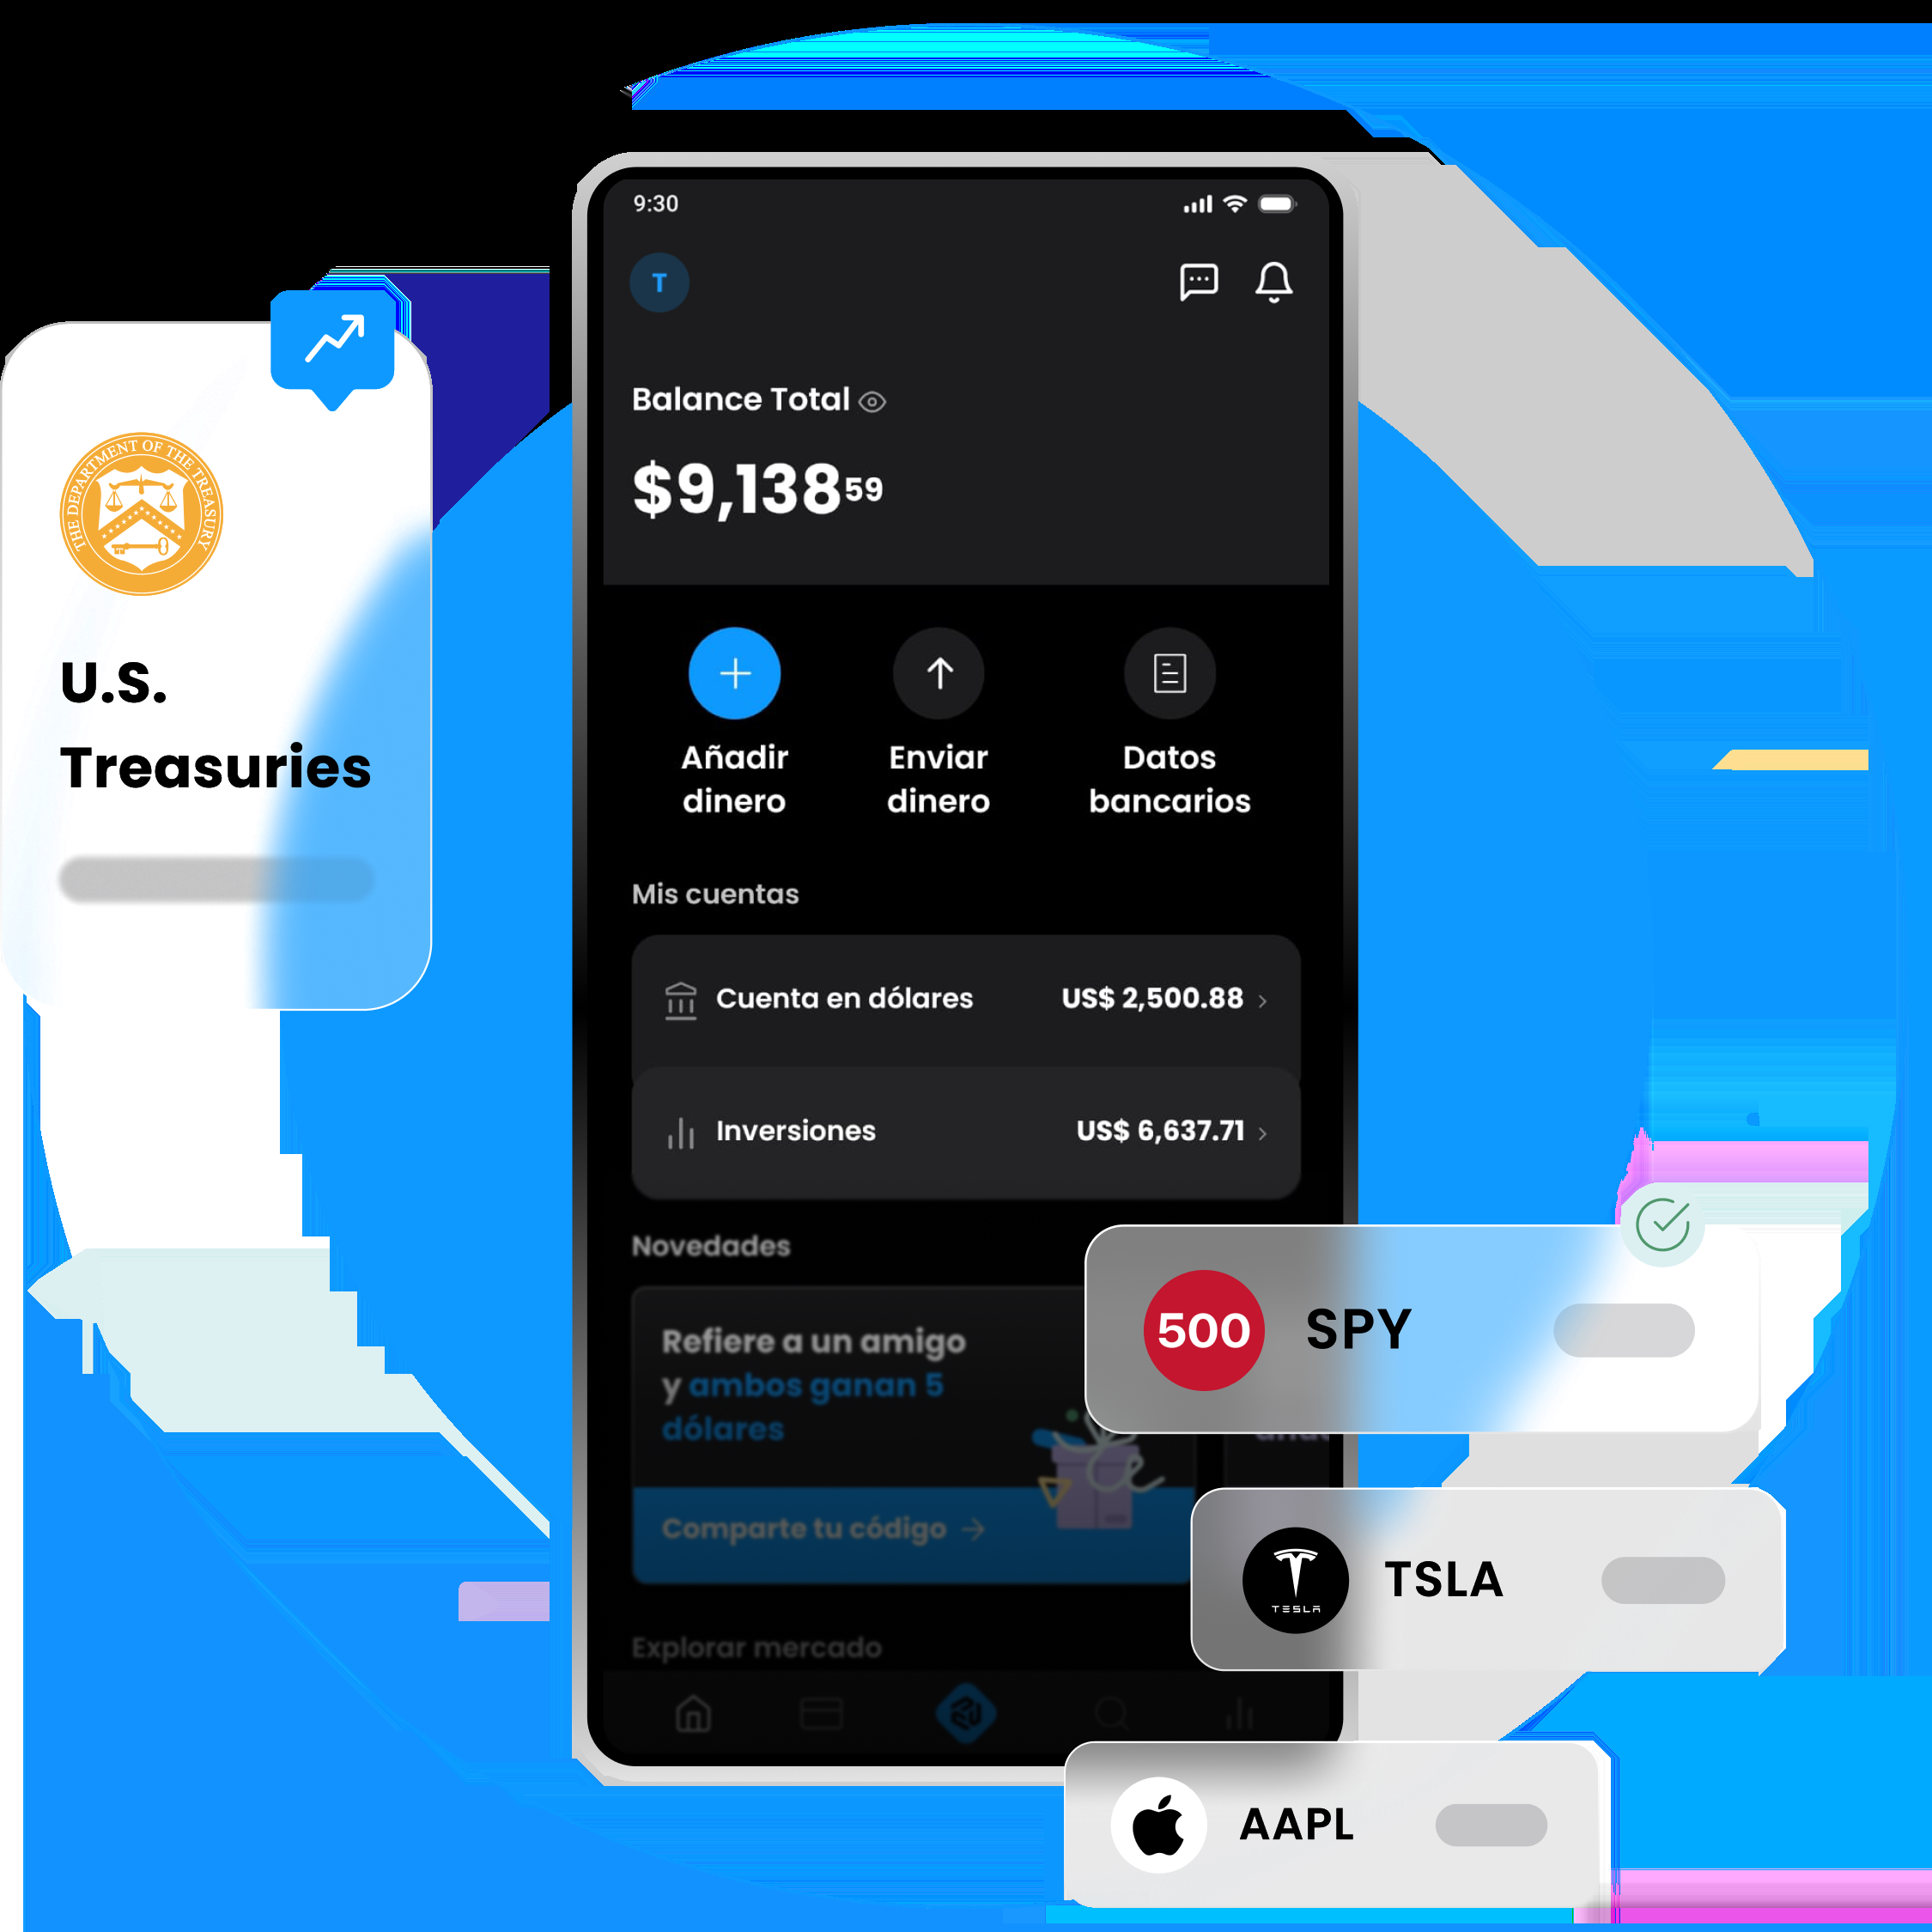 9:30
T
Balance Total
$9,13859
Añadir
dinero
Enviar
dinero
Datos
bancarios
Mis cuentas
Cuenta en dólares US$ 2,500.88
Inversiones US$ 6,637.71
Novedades
Refiere a un amigo
y ambos ganan 5
dólares
Comparte tu código
Explorar mercado
THE DEPARTMENT OF THE TREASURY
U.S.
Treasuries
500 SPY
TESLA
TSLA
AAPL